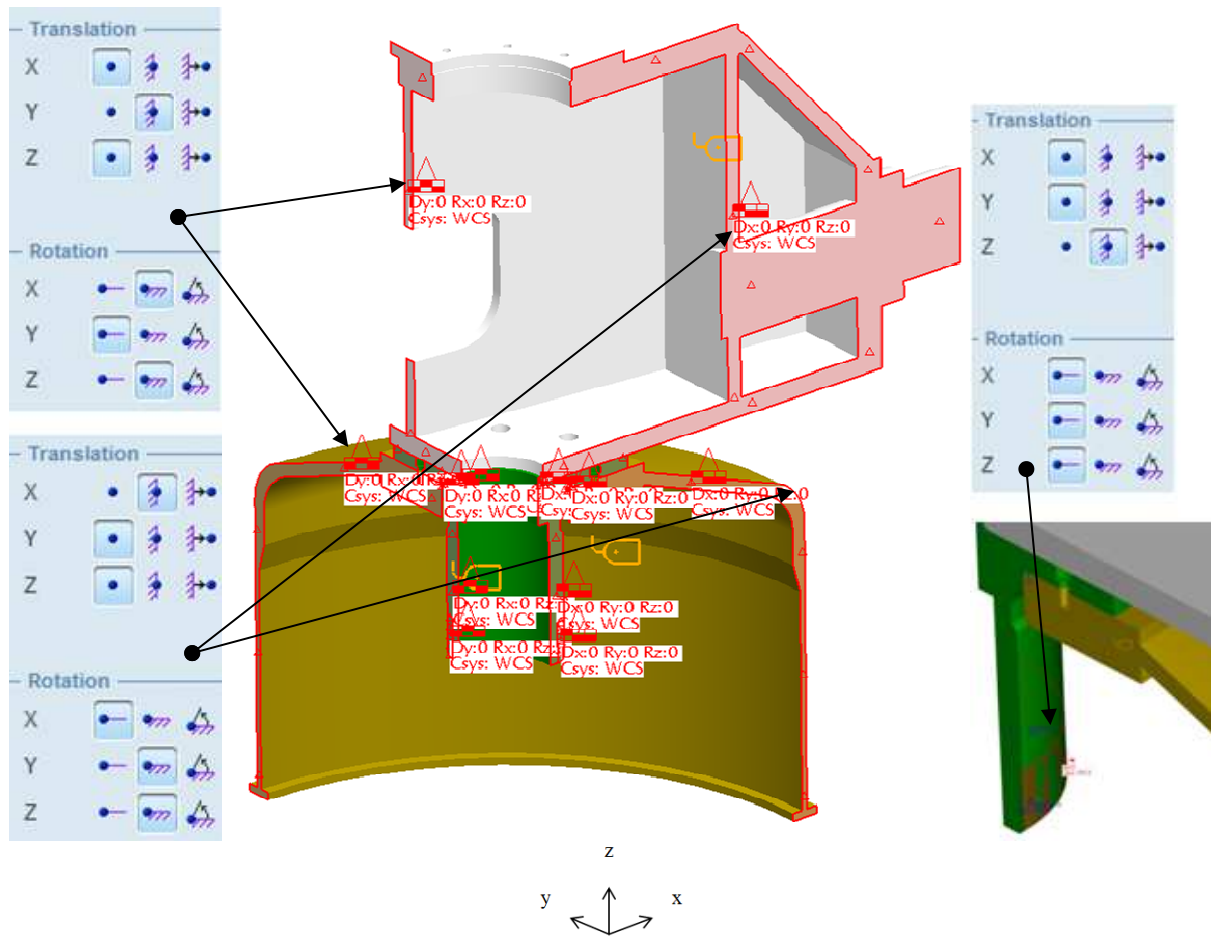 Translation
X
Y
Z
Rotation
X
Y
Z
Translation
X
Y
Z
Rotation
X
Y
Z
Dy:0 Rx:0 Rz:0
Csys: WCS
Dx:0 Ry:0 Rz:0
Csys: WCS
Dy:0 Rx:0
Csys: WCS
Dy:0 Rx:0
Csys: WCS
Dx:0 Ry:0 Rz:0
Csys: WCS
Dx:0 Ry:0
Csys: WCS
Dy:0 Rx:0
Csys: WCS
Dx:0 Ry:0 Rz:0
Csys: WCS
Dy:0 Rx:0
Csys: WCS
Dx:0 Ry:0 Rz:0
Csys: WCS
Translation
X
Y
Z
Rotation
X
Y
Z
z
y
x